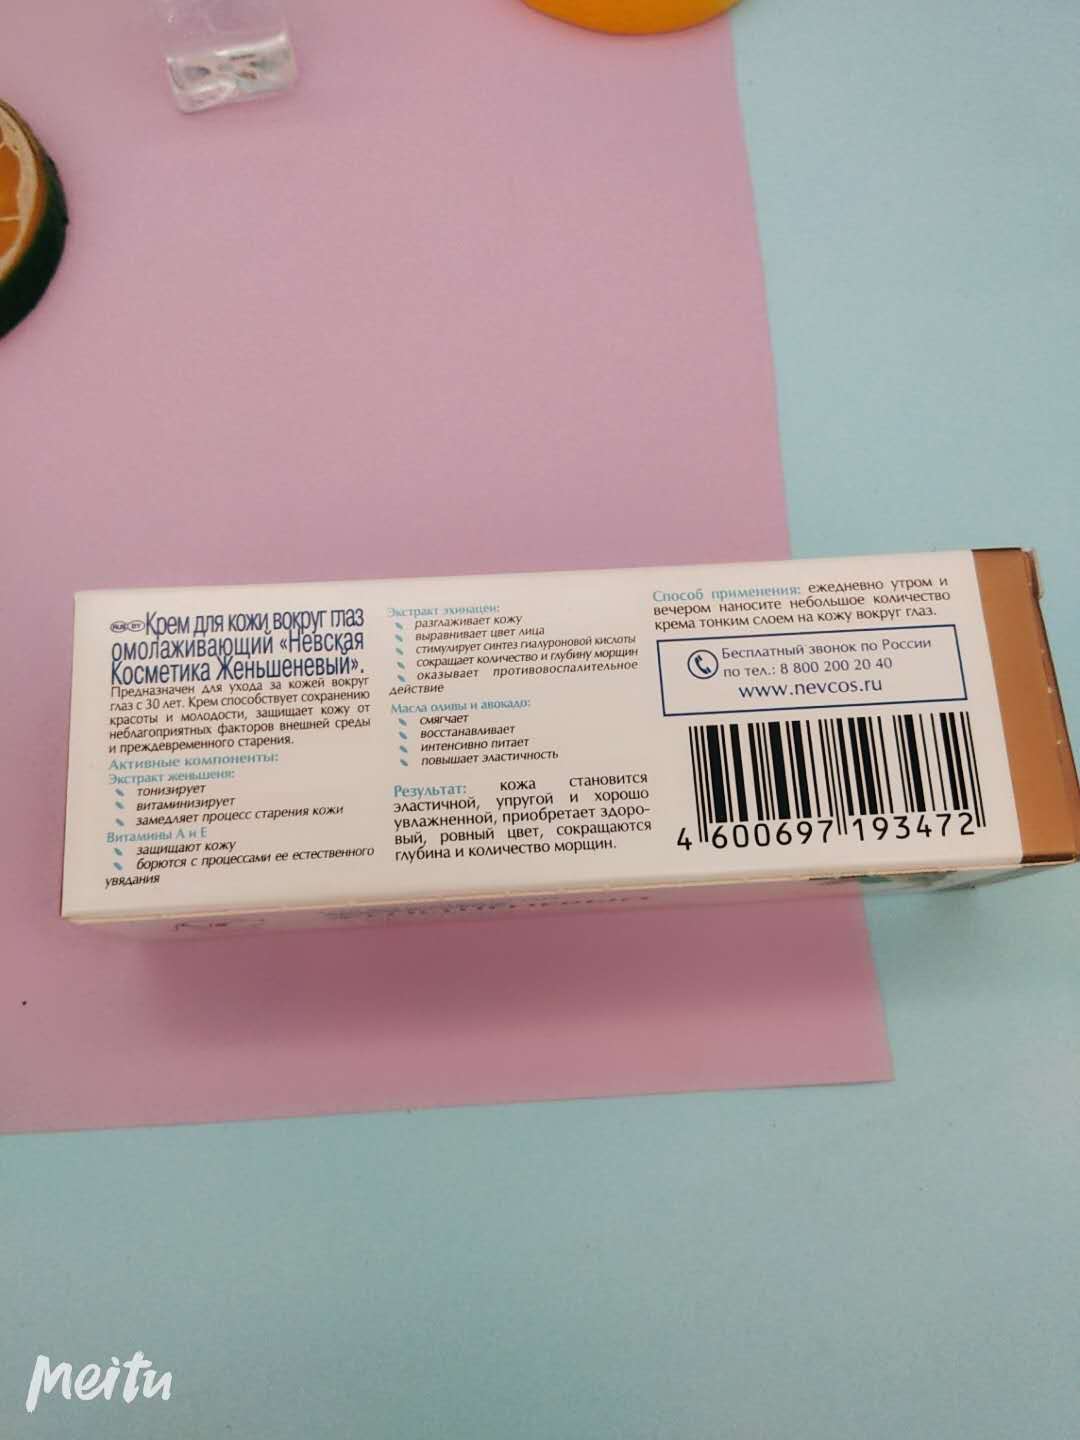 RUS BY Крем для кожи вокруг глаз
омолаживающий «Невская
Косметика Женьшеневый».
Предназначен для ухода за кожей вокруг
глаз с 30 лет. Крем способствует сохранению
красоты и молодости, защищает кожу от
неблагоприятных факторов внешней среды
и преждевременного старения.
Активные компоненты:
Экстракт женьшеня:
тонизирует
витаминизирует
замедляет процесс старения кожи
Витамины А и Е
защищают кожу
борются с процессами ее естественного
увядания
Экстракт эхинацеи:
разглаживает кожу
выравнивает цвет лица
стимулирует синтез гиалуроновой кислоты
сокращает количество и глубину морщин
оказывает противовоспалительное
действие
Масла оливы и авокадо:
смягчает
восстанавливает
интенсивно питает
повышает эластичность
Результат: кожа становится
эластичной, упругой и хорошо
увлажненной, приобретает здоро-
вый, ровный цвет, сокращаются
глубина и количество морщин.
Способ применения: ежедневно утром и
вечером наносите небольшое количество
крема тонким слоем на кожу вокруг глаз.
Бесплатный звонок по России
по тел.: 8 800 200 20 40
www.nevcos.ru
4 600697 193472
Meitu